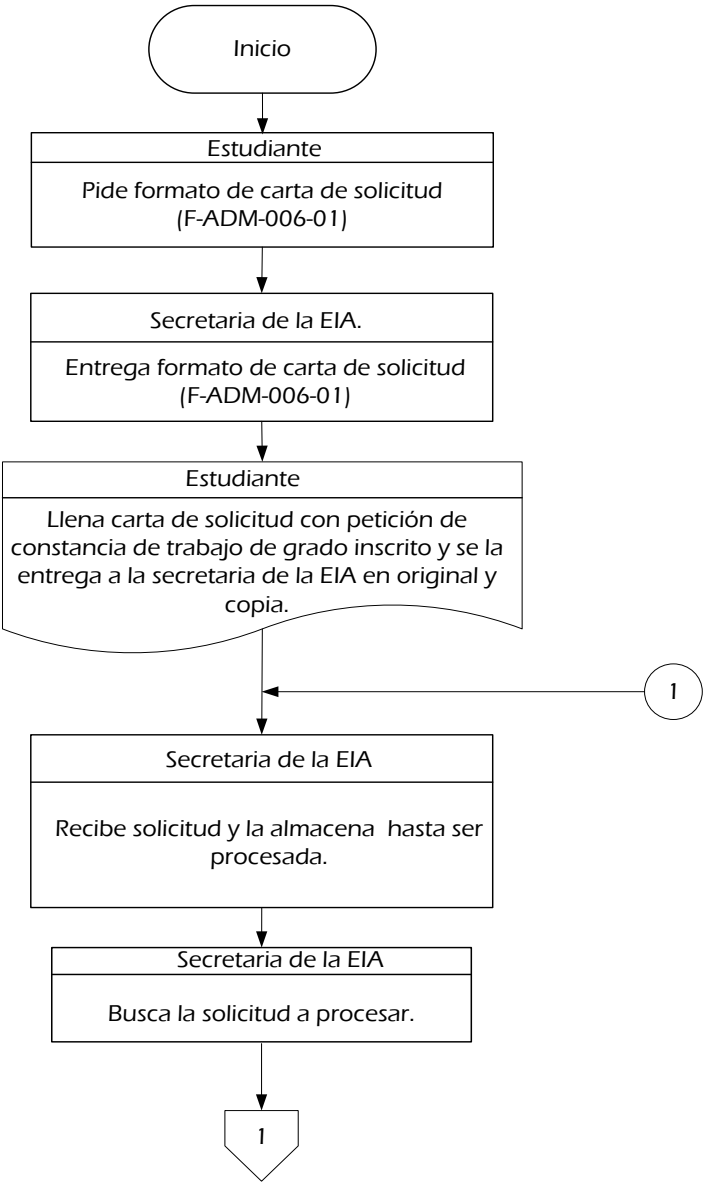 Inicio
Estudiante
Pide formato de carta de solicitud
(F-ADM-006-01)
Secretaria de la EIA.
Entrega formato de carta de solicitud
(F-ADM-006-01)
Estudiante
Llena carta de solicitud con petición de
constancia de trabajo de grado inscrito y se la
entrega a la secretaria de la EIA en original y
copia.
1
Secretaria de la EIA
Recibe solicitud y la almacena hasta ser
procesada.
Secretaria de la EIA
Busca la solicitud a procesar.
1